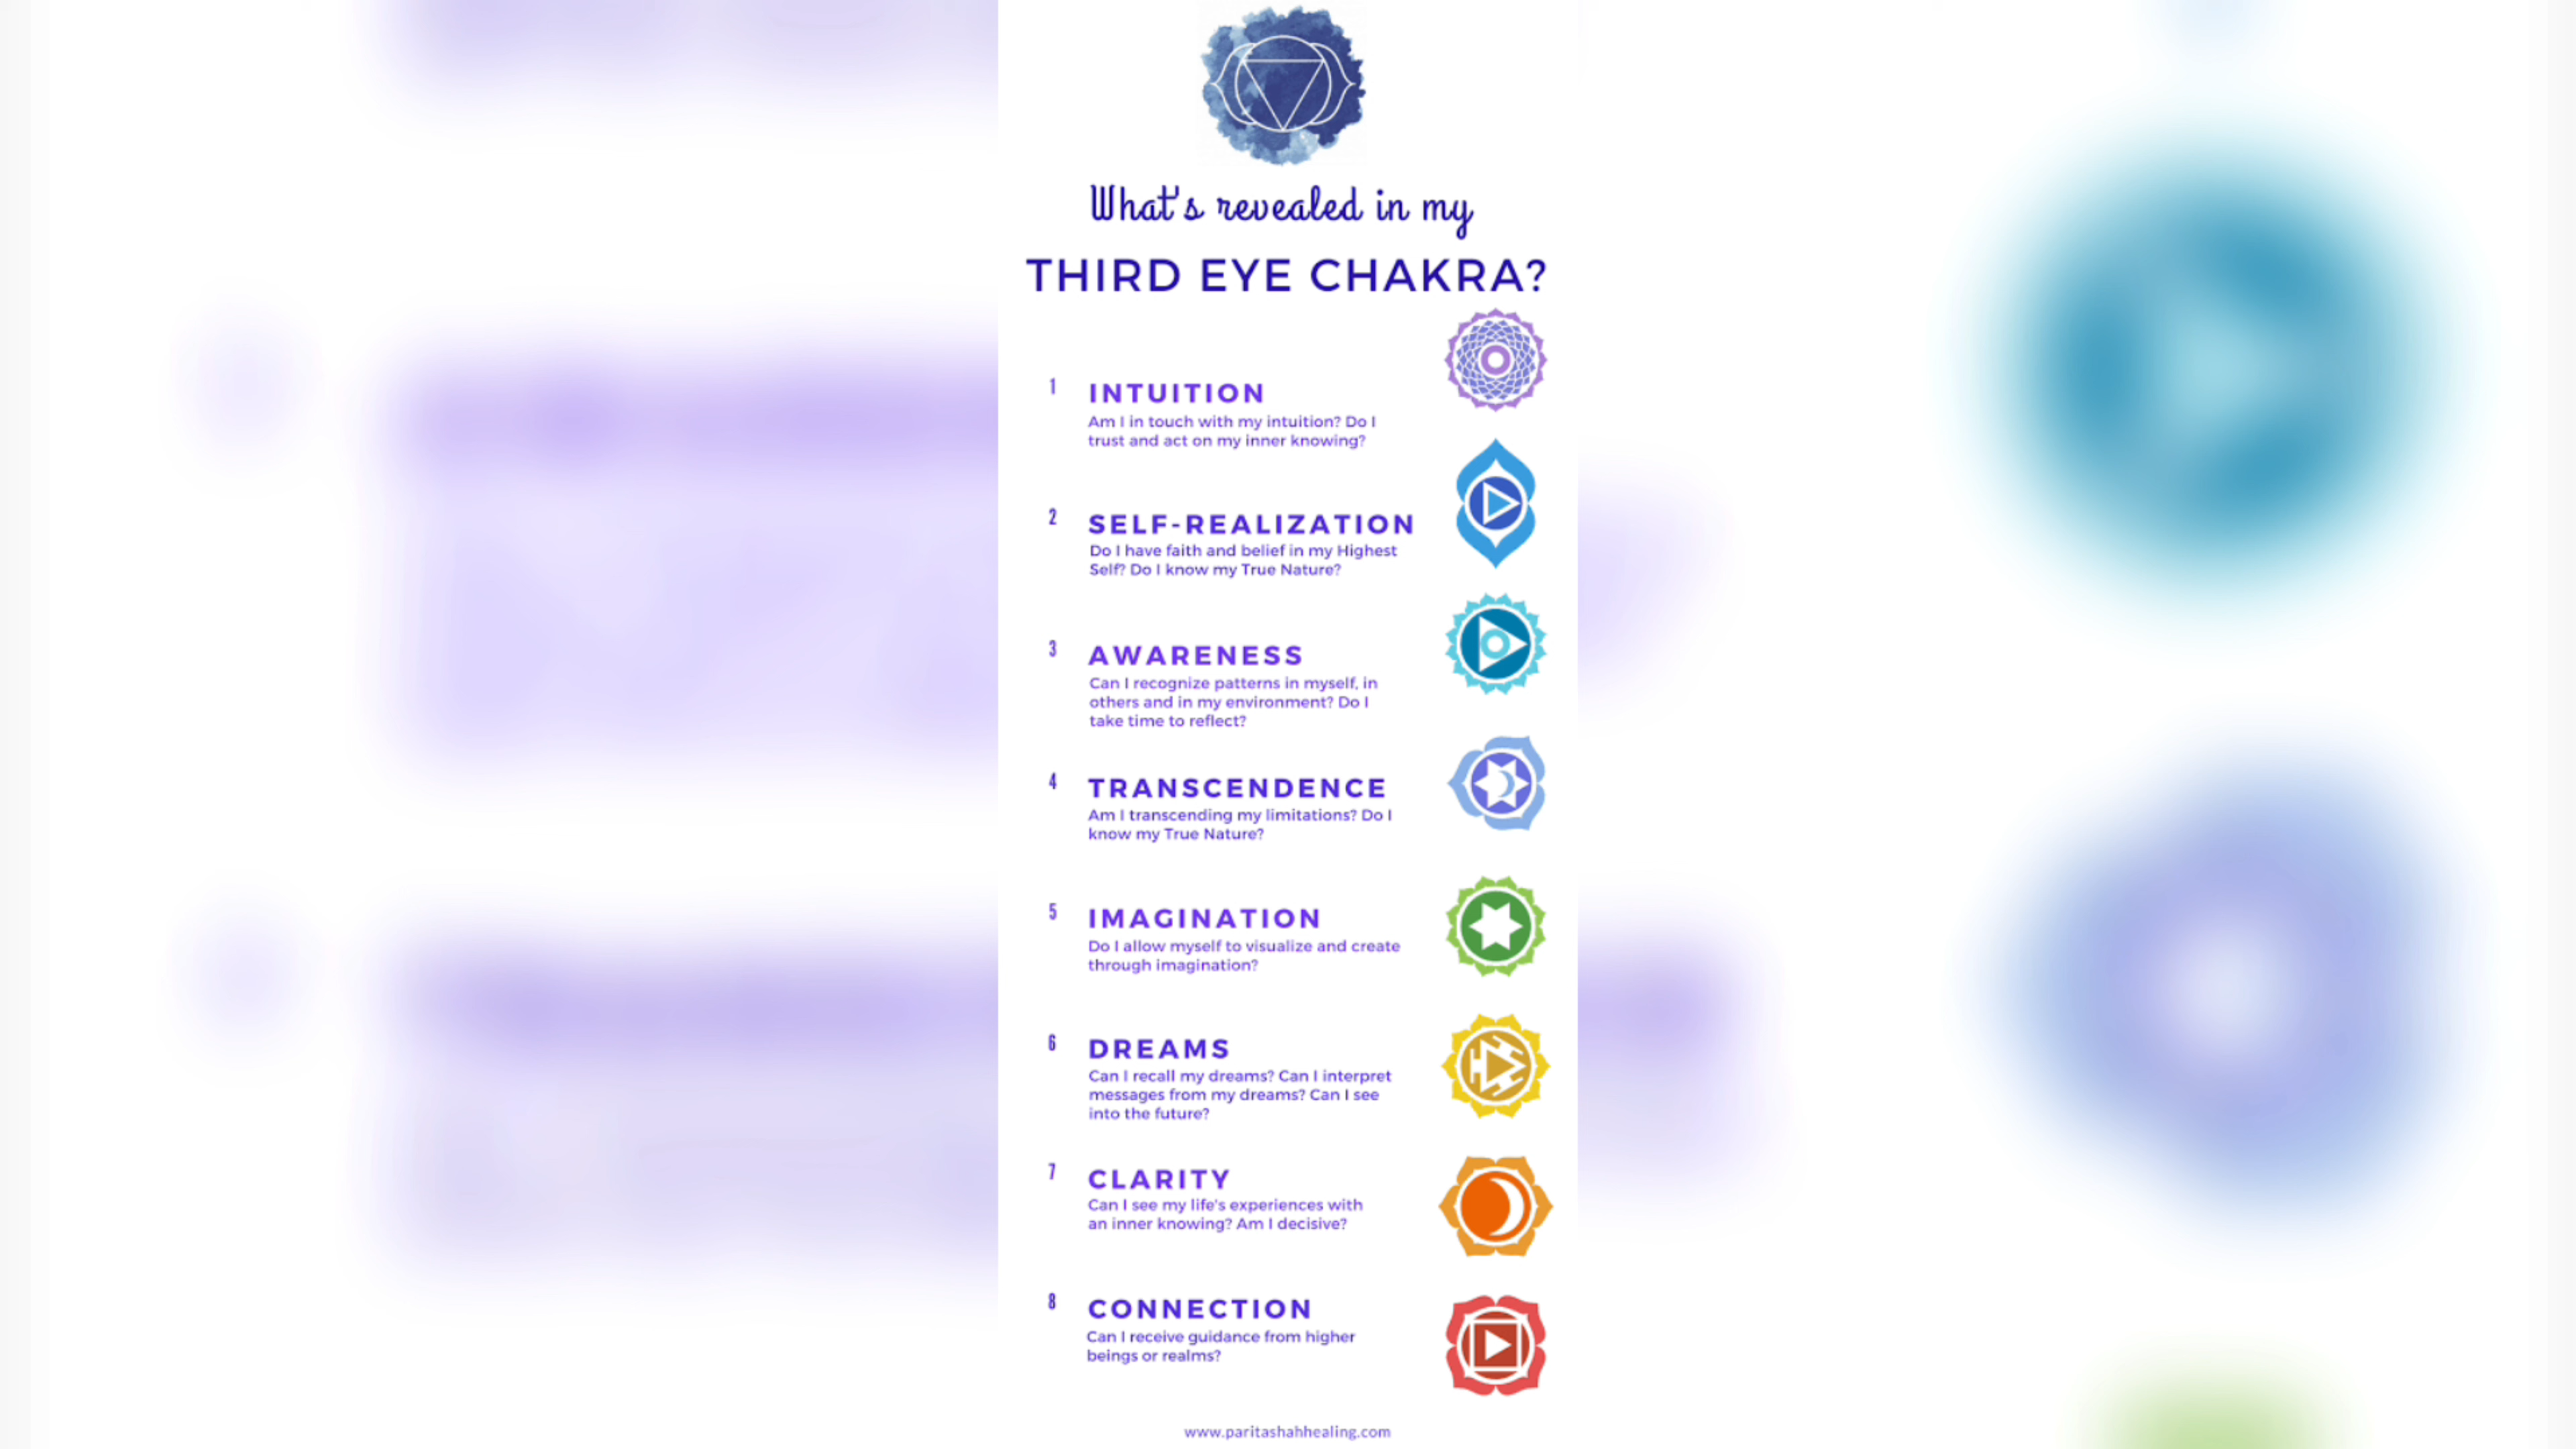 What's revealed in my
THIRD EYE CHAKRA?
1
INTUITION
Am I in touch with my intuition? Do I
trust and act on my inner knowing?
2
SELF-REALIZATION
Do I have faith and belief in my Highest
Self? Do I know my True Nature?
3
AWARENESS
Can I recognize patterns in myself, in
others and in my environment? Do I
take time to reflect?
4
TRANSCENDENCE
Am I transcending my limitations? Do I
know my True Nature?
5
IMAGINATION
Do I allow myself to visualize and create
through imagination?
6
DREAMS
Can I recall my dreams? Can I interpret
messages from my dreams? Can I see
into the future?
7
CLARITY
Can I see my life's experiences with
an inner knowing? Am I decisive?
8
CONNECTION
Can I receive guidance from higher
beings or realms?
www.paritashahhealing.com